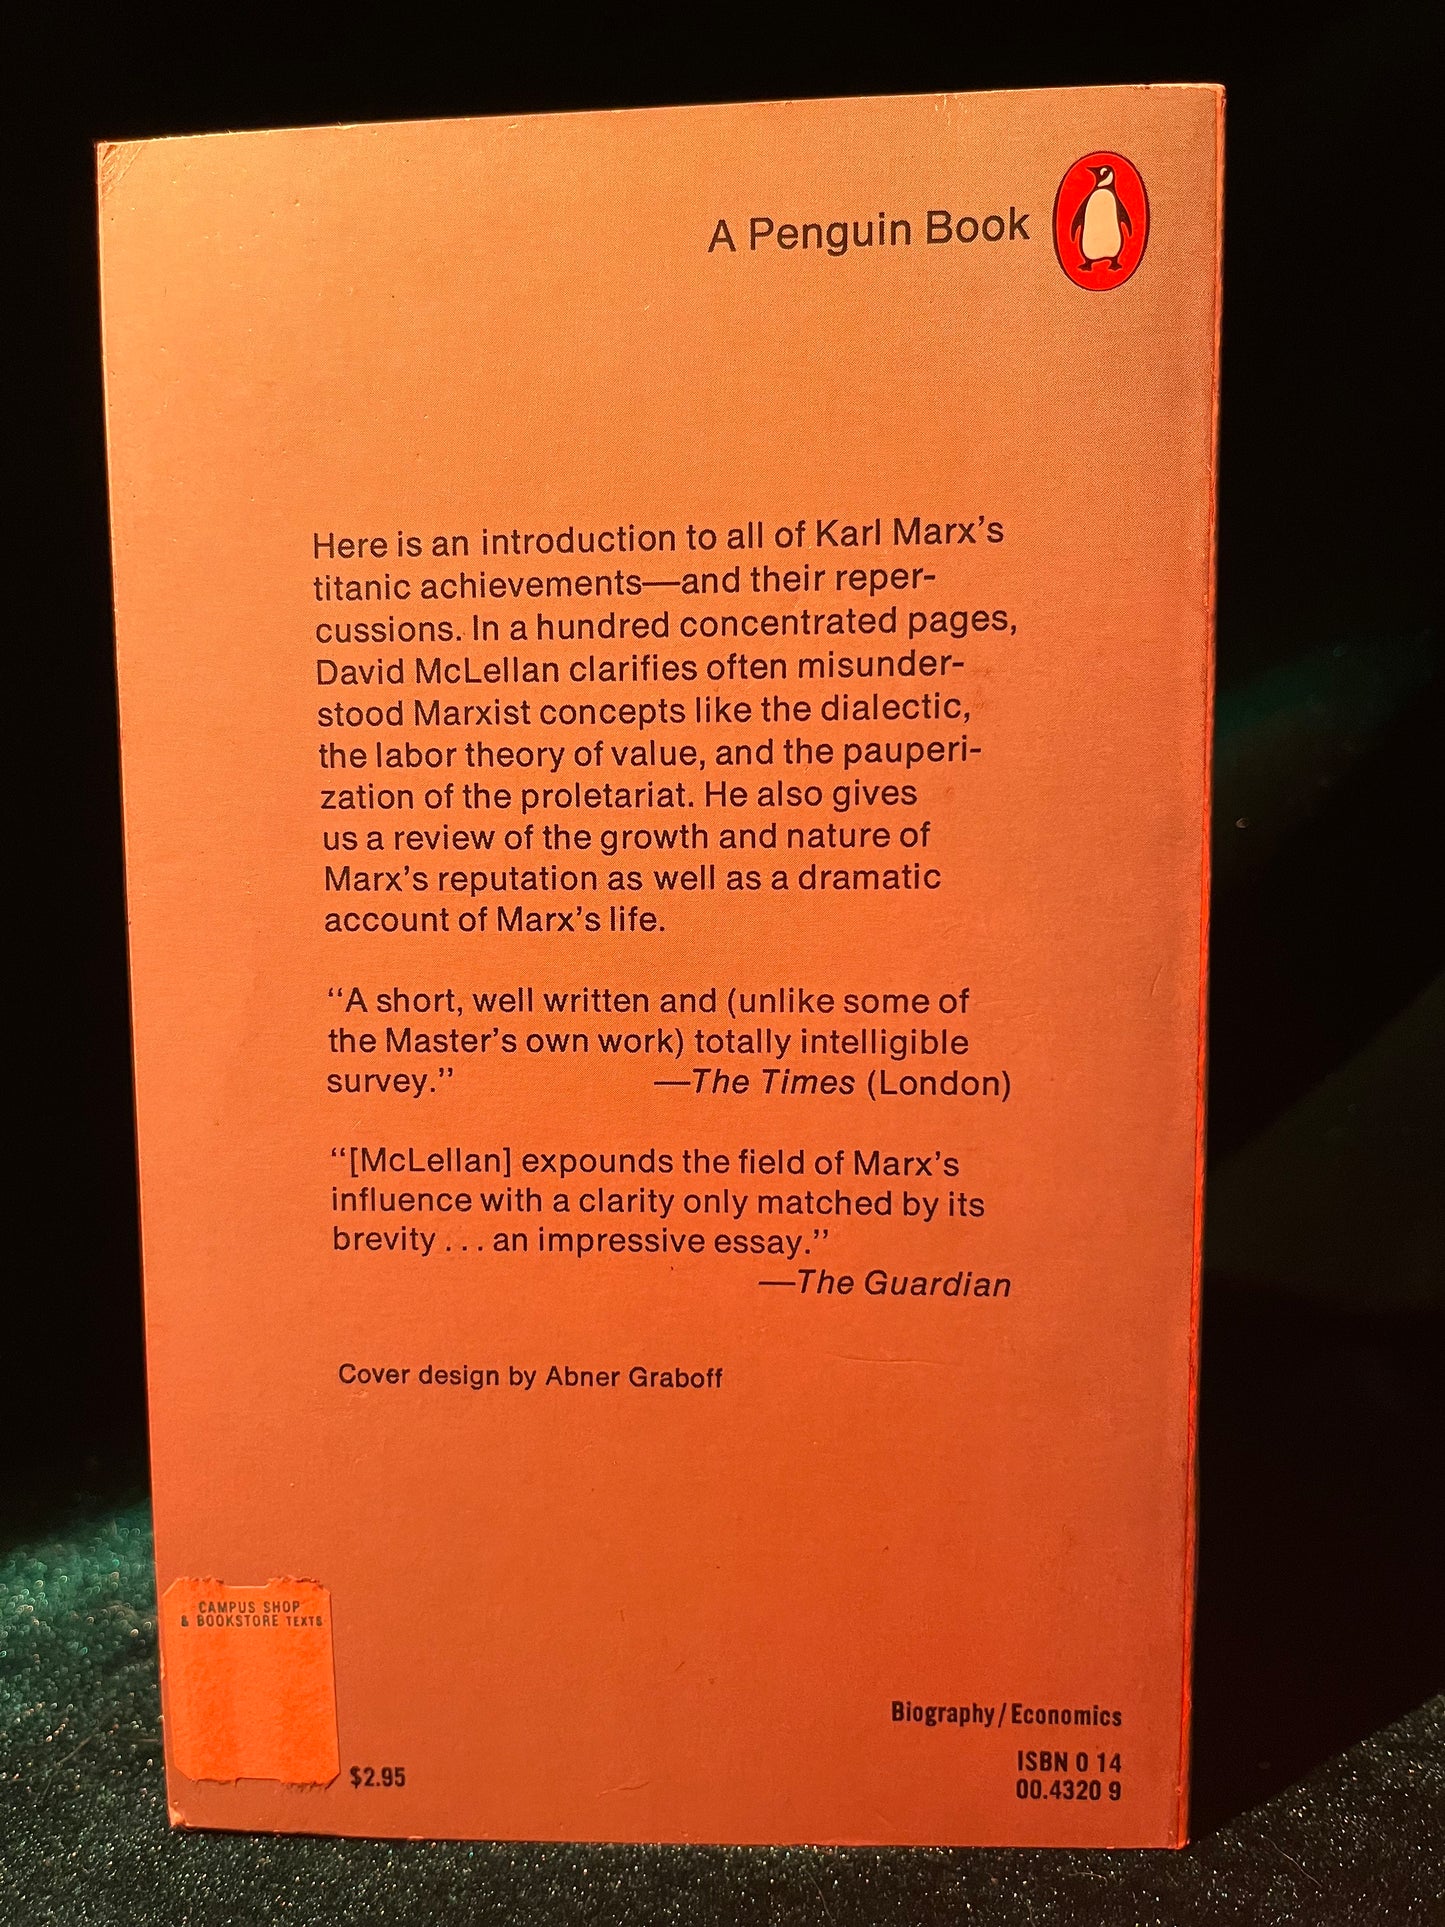 A Penguin Book
Here is an introduction to all of Karl Marx’s
titanic achievements—and their reper-
cussions. In a hundred concentrated pages,
David McLellan clarifies often misunder-
stood Marxist concepts like the dialectic,
the labor theory of value, and the pauperi-
zation of the proletariat. He also gives
us a review of the growth and nature of
Marx’s reputation as well as a dramatic
account of Marx’s life.
“A short, well written and (unlike some of
the Master’s own work) totally intelligible
survey.” —The Times (London)
“[McLellan] expounds the field of Marx’s
influence with a clarity only matched by its
brevity . . . an impressive essay.”
—The Guardian
Cover design by Abner Graboff
CAMPUS SHOP
& BOOKSTORE TEXTS
$2.95
Biography/Economics
ISBN 0 14
00.4320 9